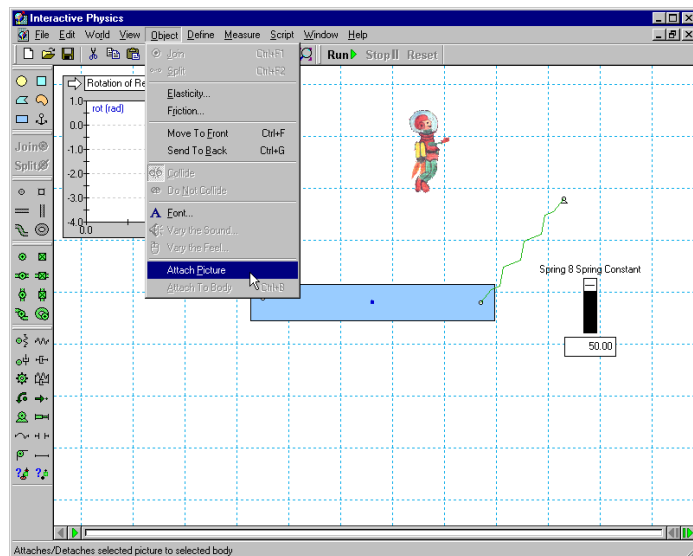 Interactive Physics
File Edit World View Object Define Measure Script Window Help
Run Stop Reset
Join
Split
Rotation of Re
rot (rad)
1.0
0.0
-1.0
-2.0
-3.0
-4.0
0.0
Join Ctrl+F1
Split Ctrl+F2
Elasticity...
Friction...
Move To Front Ctrl+F
Send To Back Ctrl+G
Collide
Do Not Collide
Font...
Vary the Sound...
Vary the Feel...
Attach Picture
Attach To Body Ctrl+B
Spring 8 Spring Constant
50.00
Attaches/Detaches selected picture to selected body